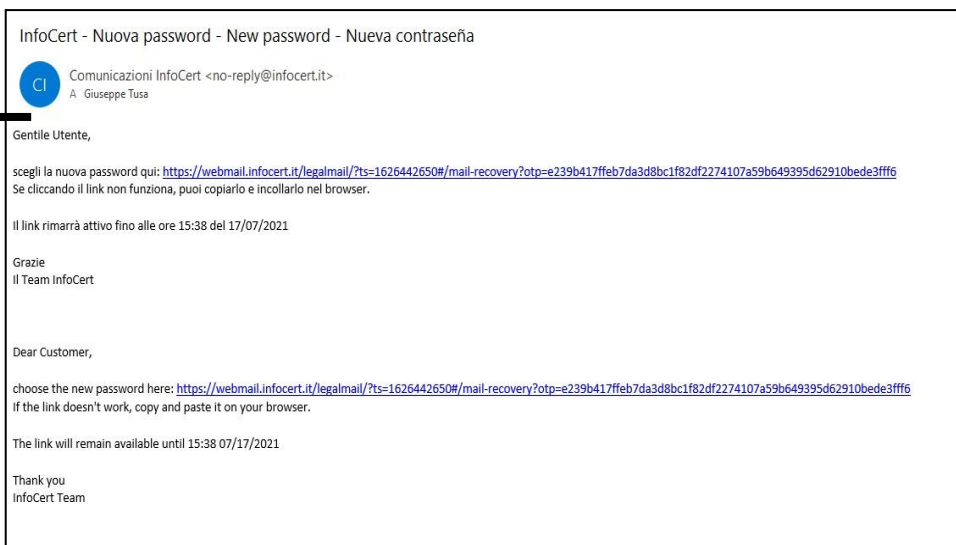 InfoCert - Nuova password - New password - Nueva contraseña
CI
Comunicazioni InfoCert <no-reply@infocert.it>
A Giuseppe Tusa
Gentile Utente,
scegli la nuova password qui: https://webmail.infocert.it/legalmail/?ts=1626442650#/mail-recovery?otp=e239b417ffeb7da3d8bc1f82df2274107a59b649395d62910bede3fff6
Se cliccando il link non funziona, puoi copiarlo e incollarlo nel browser.
Il link rimarrà attivo fino alle ore 15:38 del 17/07/2021
Grazie
Il Team InfoCert
Dear Customer,
choose the new password here: https://webmail.infocert.it/legalmail/?ts=1626442650#/mail-recovery?otp=e239b417ffeb7da3d8bc1f82df2274107a59b649395d62910bede3fff6
If the link doesn't work, copy and paste it on your browser.
The link will remain available until 15:38 07/17/2021
Thank you
InfoCert Team